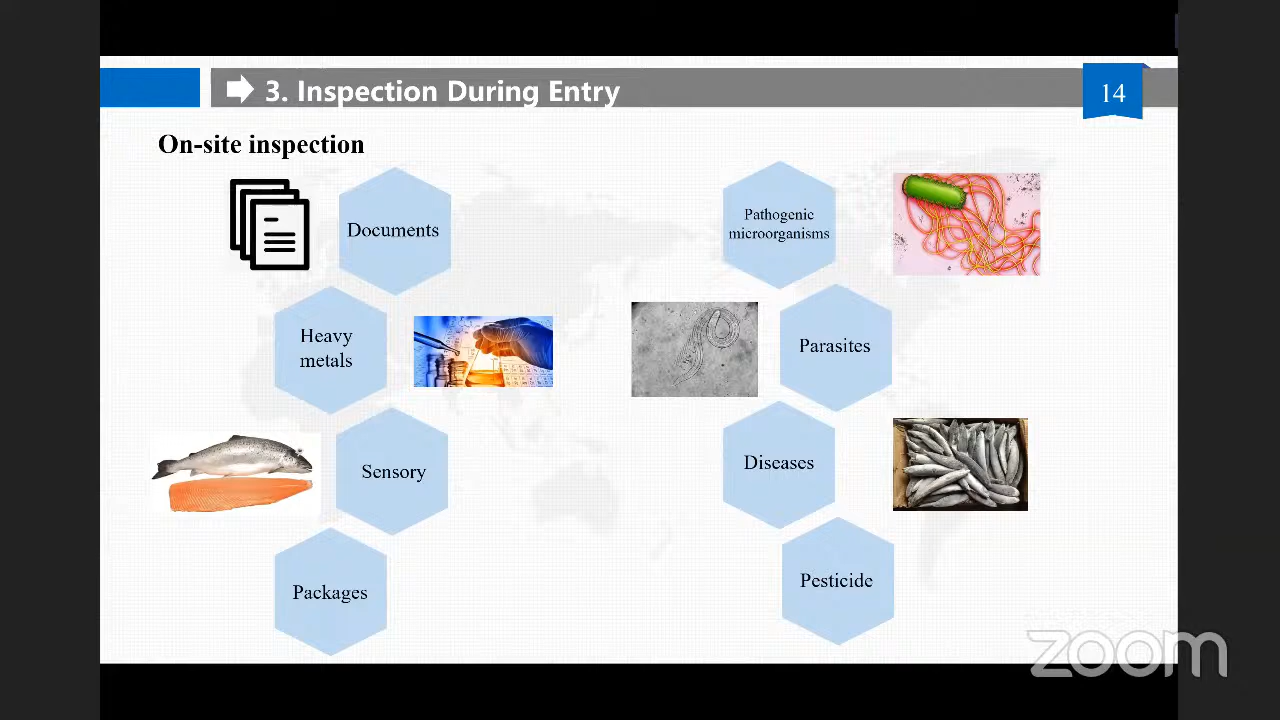 3. Inspection During Entry
14
On-site inspection
Documents
Heavy
metals
Sensory
Packages
Pathogenic
microorganisms
Parasites
Diseases
Pesticide
zoom